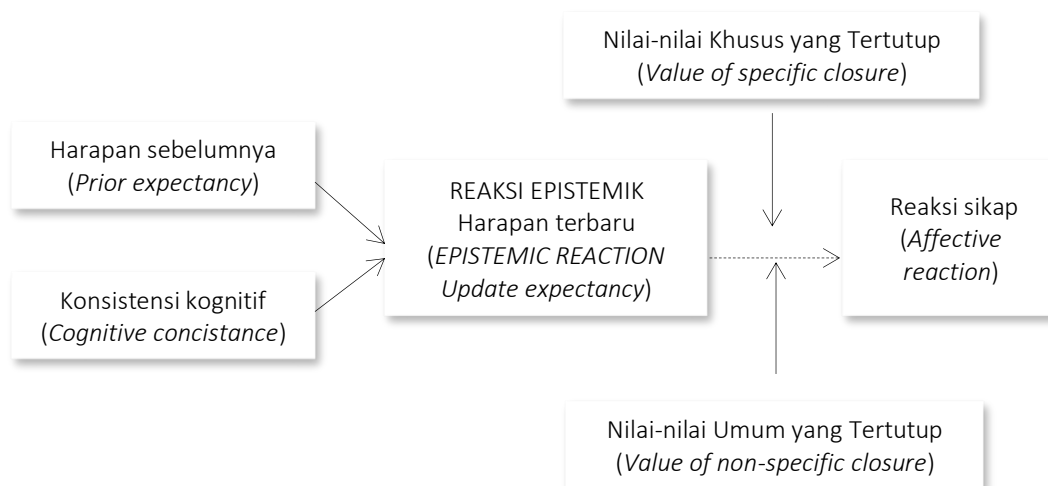 Nilai-nilai Khusus yang Tertutup
(Value of specific closure)
Harapan sebelumnya
(Prior expectancy)
Konsistensi kognitif
(Cognitive concistance)
REAKSI EPISTEMIK
Harapan terbaru
(EPISTEMIC REACTION
Update expectancy)
Reaksi sikap
(Affective
reaction)
Nilai-nilai Umum yang Tertutup
(Value of non-specific closure)